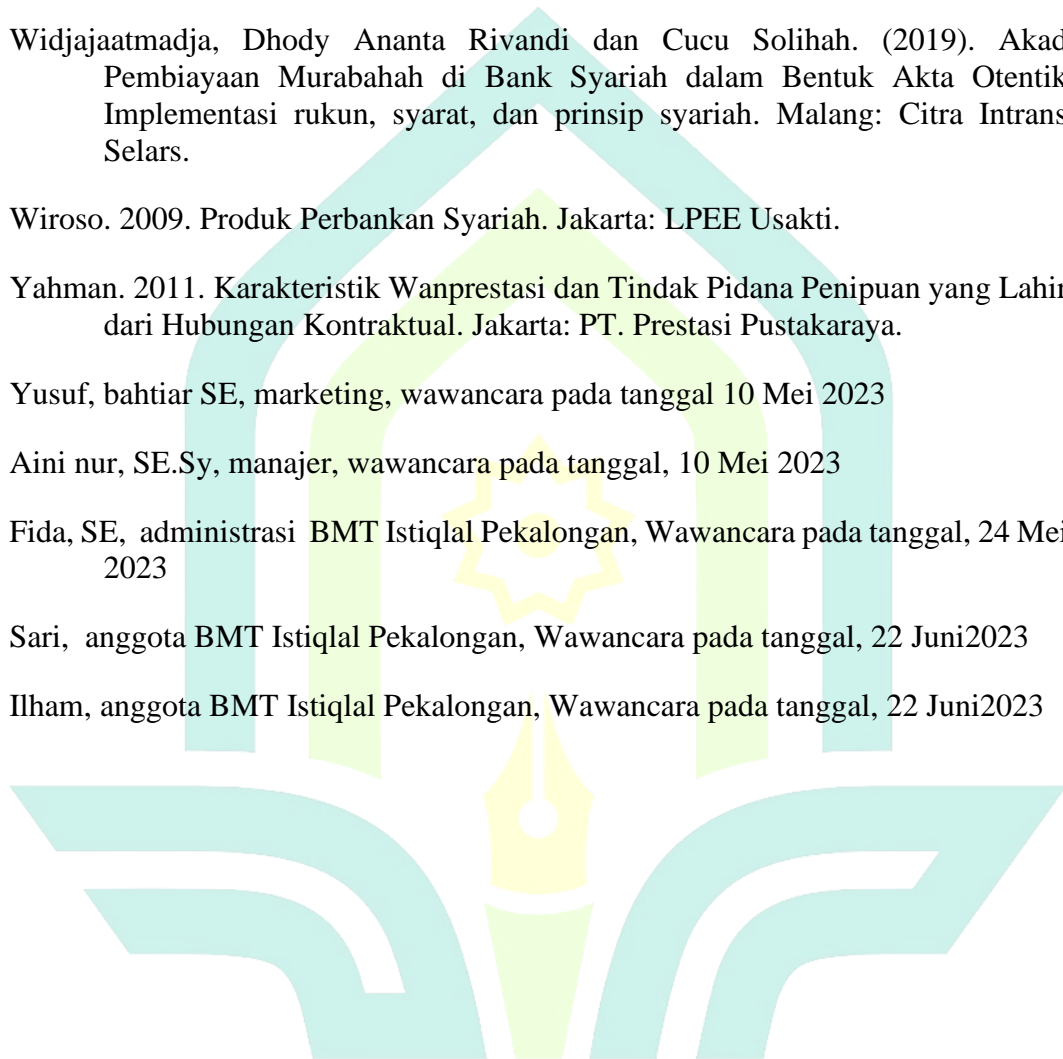 Widjajaatmadja, Dhody Ananta Rivandi dan Cucu Solihah. (2019). Akad
Pembiayaan Murabahah di Bank Syariah dalam Bentuk Akta Otentik
Implementasi rukun, syarat, dan prinsip syariah. Malang: Citra Intrans
Selars.
Wiroso. 2009. Produk Perbankan Syariah. Jakarta: LPEE Usakti.
Yahman. 2011. Karakteristik Wanprestasi dan Tindak Pidana Penipuan yang Lahir
dari Hubungan Kontraktual. Jakarta: PT. Prestasi Pustakaraya.
Yusuf, bahtiar SE, marketing, wawancara pada tanggal 10 Mei 2023
Aini nur, SE.Sy, manajer, wawancara pada tanggal, 10 Mei 2023
Fida, SE, administrasi BMT Istiqlal Pekalongan, Wawancara pada tanggal, 24 Mei
2023
Sari, anggota BMT Istiqlal Pekalongan, Wawancara pada tanggal, 22 Juni2023
Ilham, anggota BMT Istiqlal Pekalongan, Wawancara pada tanggal, 22 Juni2023